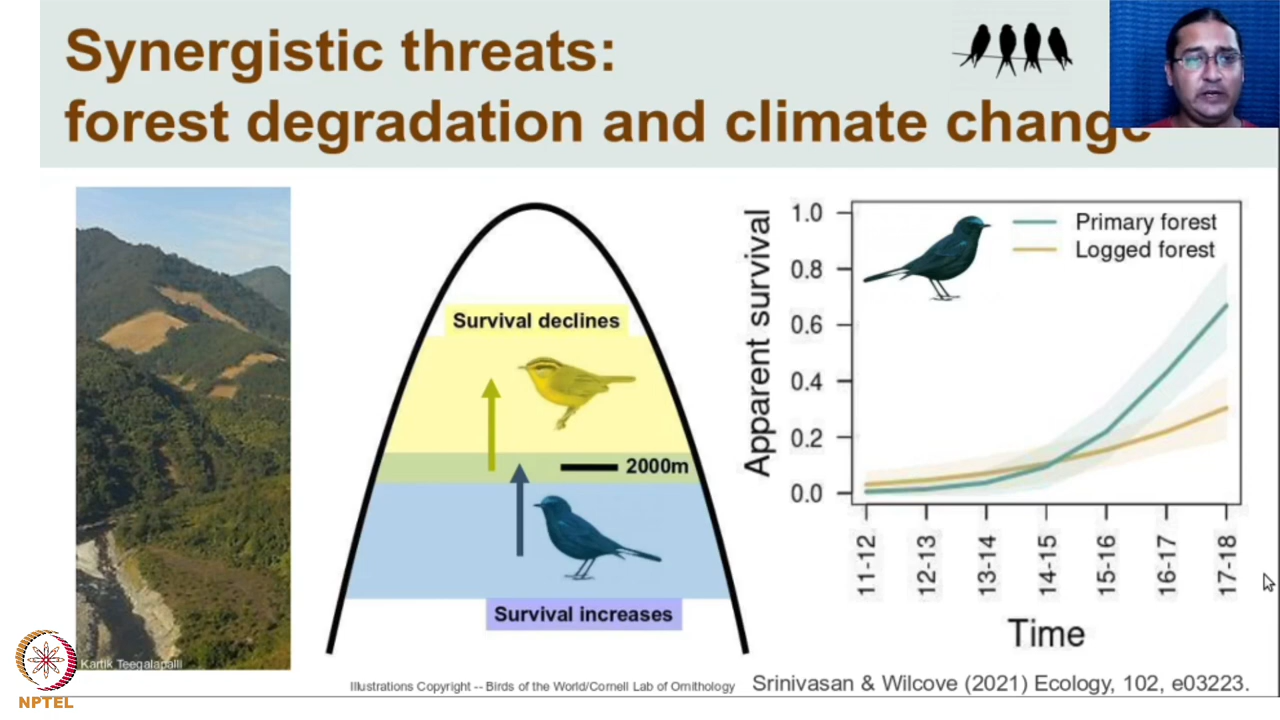 Synergistic threats:
forest degradation and climate change
Survival declines
2000m
Survival increases
Kartik Teegalapalli
NPTEL
Illustrations Copyright -- Birds of the World/Cornell Lab of Ornithology
Apparent survival
1.0
0.8
0.6
0.4
0.2
0.0
Primary forest
Logged forest
11-12
12-13
13-14
14-15
15-16
16-17
17-18
Time
Srinivasan & Wilcove (2021) Ecology, 102, e03223.